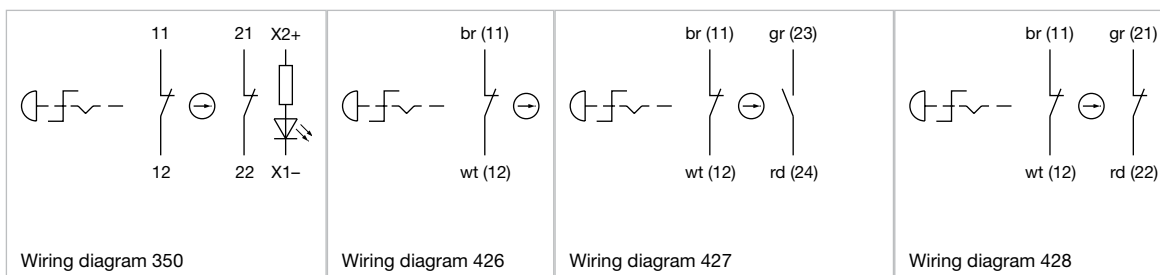 11 21 X2+
12 22 X1–
Wiring diagram 350
br (11)
wt (12)
Wiring diagram 426
br (11) gr (23)
wt (12) rd (24)
Wiring diagram 427
br (11) gr (21)
wt (12) rd (22)
Wiring diagram 428